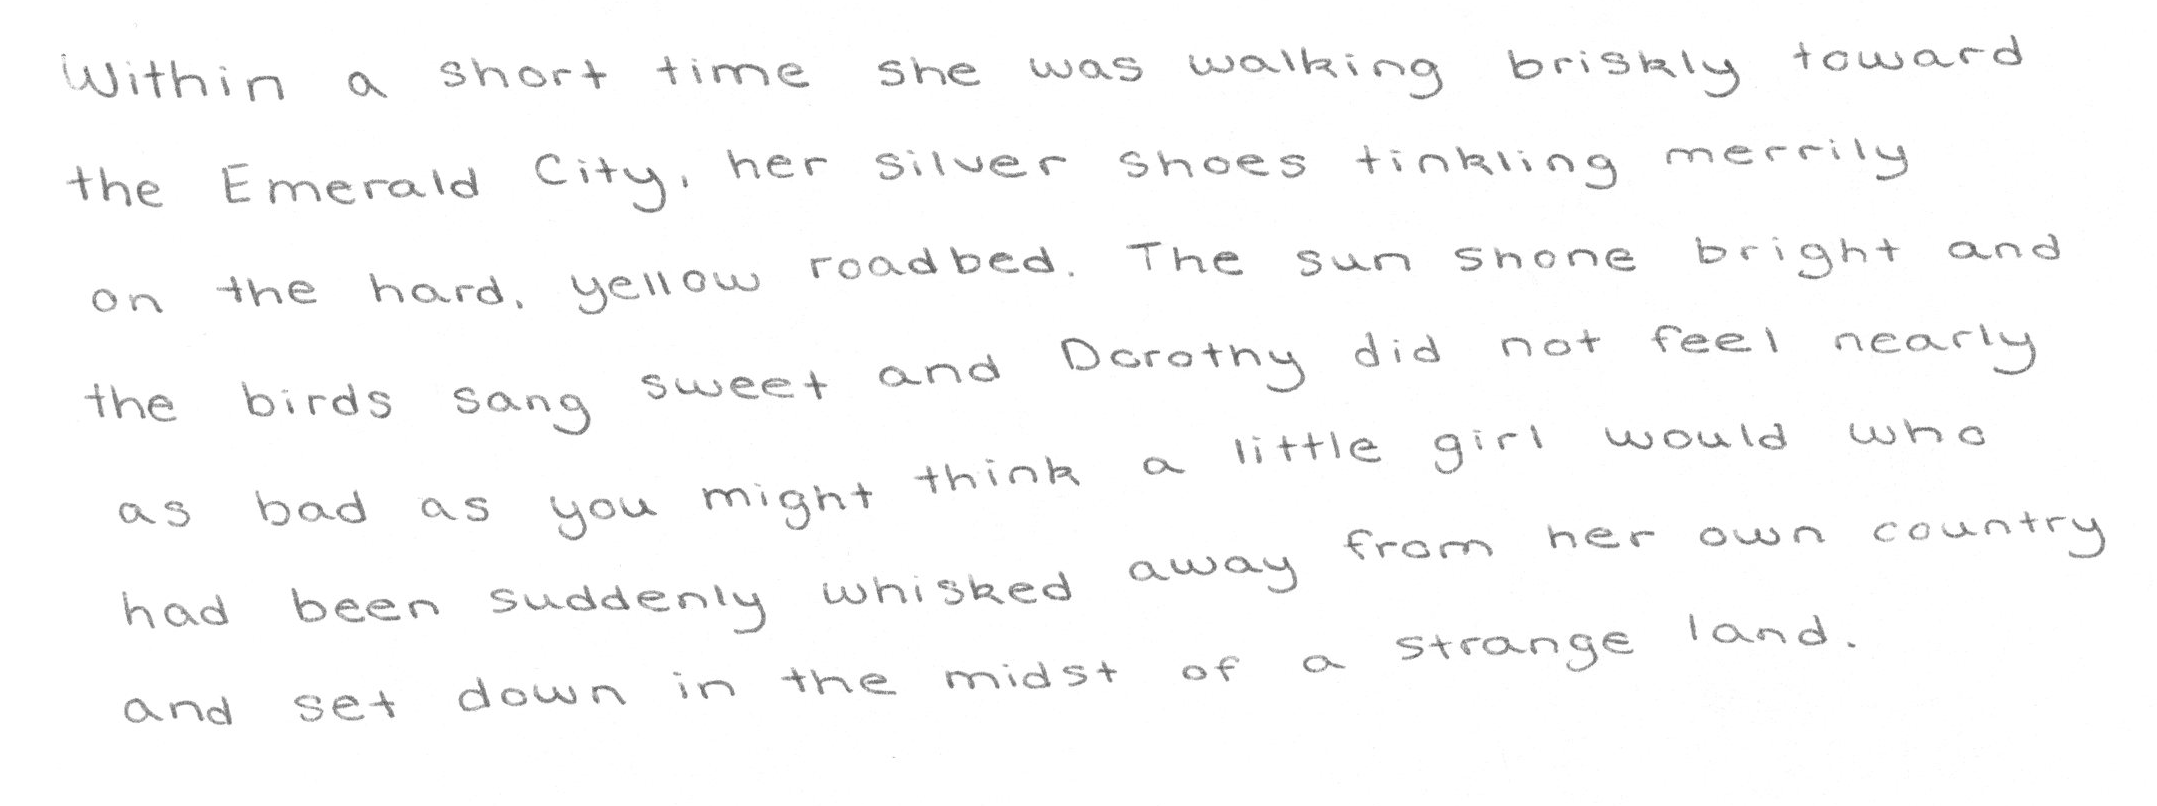 Within a short time she was walking briskly toward
the Emerald City, her silver shoes tinkling merrily
on the hard, yellow roadbed. The sun shone bright and
the birds sang sweet and Dorothy did not feel nearly
as bad as you might think a little girl would who
had been suddenly whisked away from her own country
and set down in the midst of a strange land.